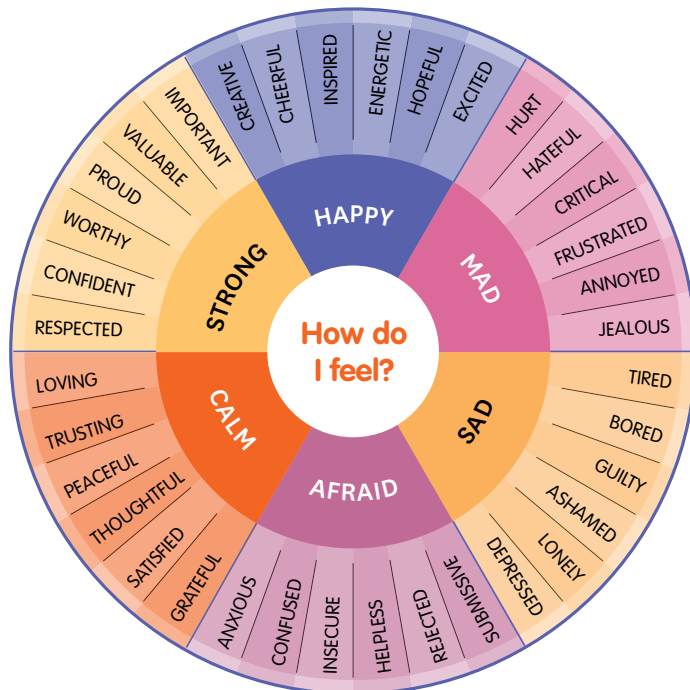 How do
I feel?
HAPPY
CREATIVE
CHEERFUL
INSPIRED
ENERGETIC
HOPEFUL
EXCITED
MAD
HURT
HATEFUL
CRITICAL
FRUSTRATED
ANNOYED
JEALOUS
SAD
TIRED
BORED
GUILTY
ASHAMED
LONELY
DEPRESSED
AFRAID
SUBMISSIVE
REJECTED
HELPLESS
INSECURE
CONFUSED
ANXIOUS
CALM
GRATEFUL
SATISFIED
THOUGHTFUL
PEACEFUL
TRUSTING
LOVING
STRONG
RESPECTED
CONFIDENT
WORTHY
PROUD
VALUABLE
IMPORTANT